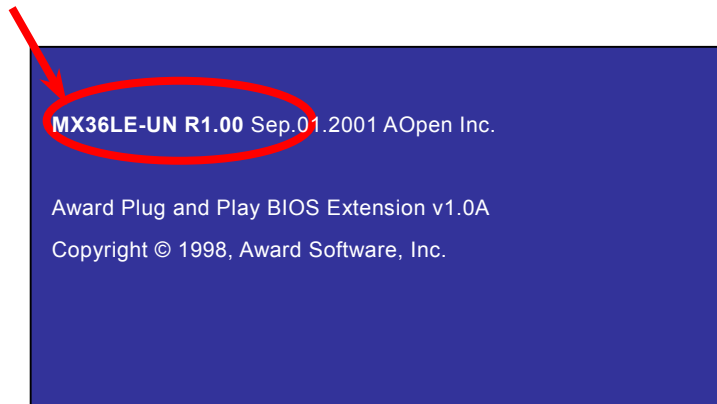 MX36LE-UN R1.00 Sep.01.2001 AOpen Inc.
Award Plug and Play BIOS Extension v1.0A
Copyright © 1998, Award Software, Inc.